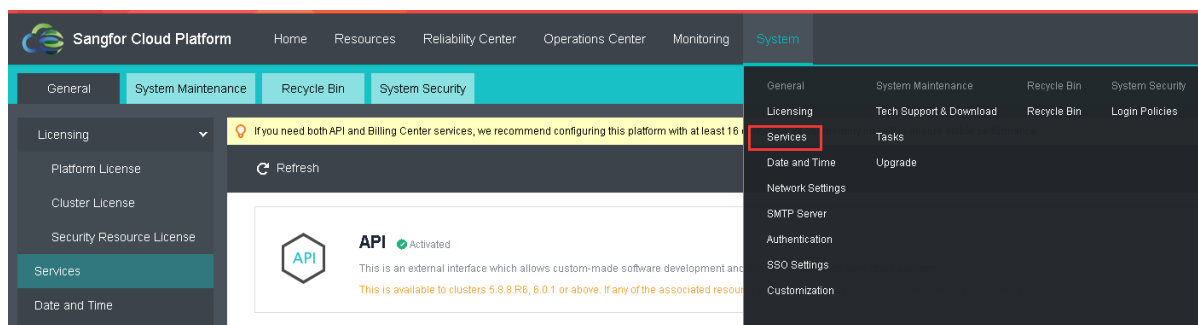 Sangfor Cloud Platform Home Resources Reliability Center Operations Center Monitoring System
General System Maintenance Recycle Bin System Security
General System Maintenance Recycle Bin System Security
Licensing Tech Support & Download Recycle Bin Login Policies
Services Tasks
Date and Time Upgrade
Network Settings
SMTP Server
Authentication
SSO Settings
Customization
Licensing
Platform License
Cluster License
Security Resource License
Services
Date and Time
If you need both API and Billing Center services, we recommend configuring this platform with at least 16
Refresh
API
API Activated
This is an external interface which allows custom-made software development and
This is available to clusters 5.8.8.R6, 6.0.1 or above. If any of the associated